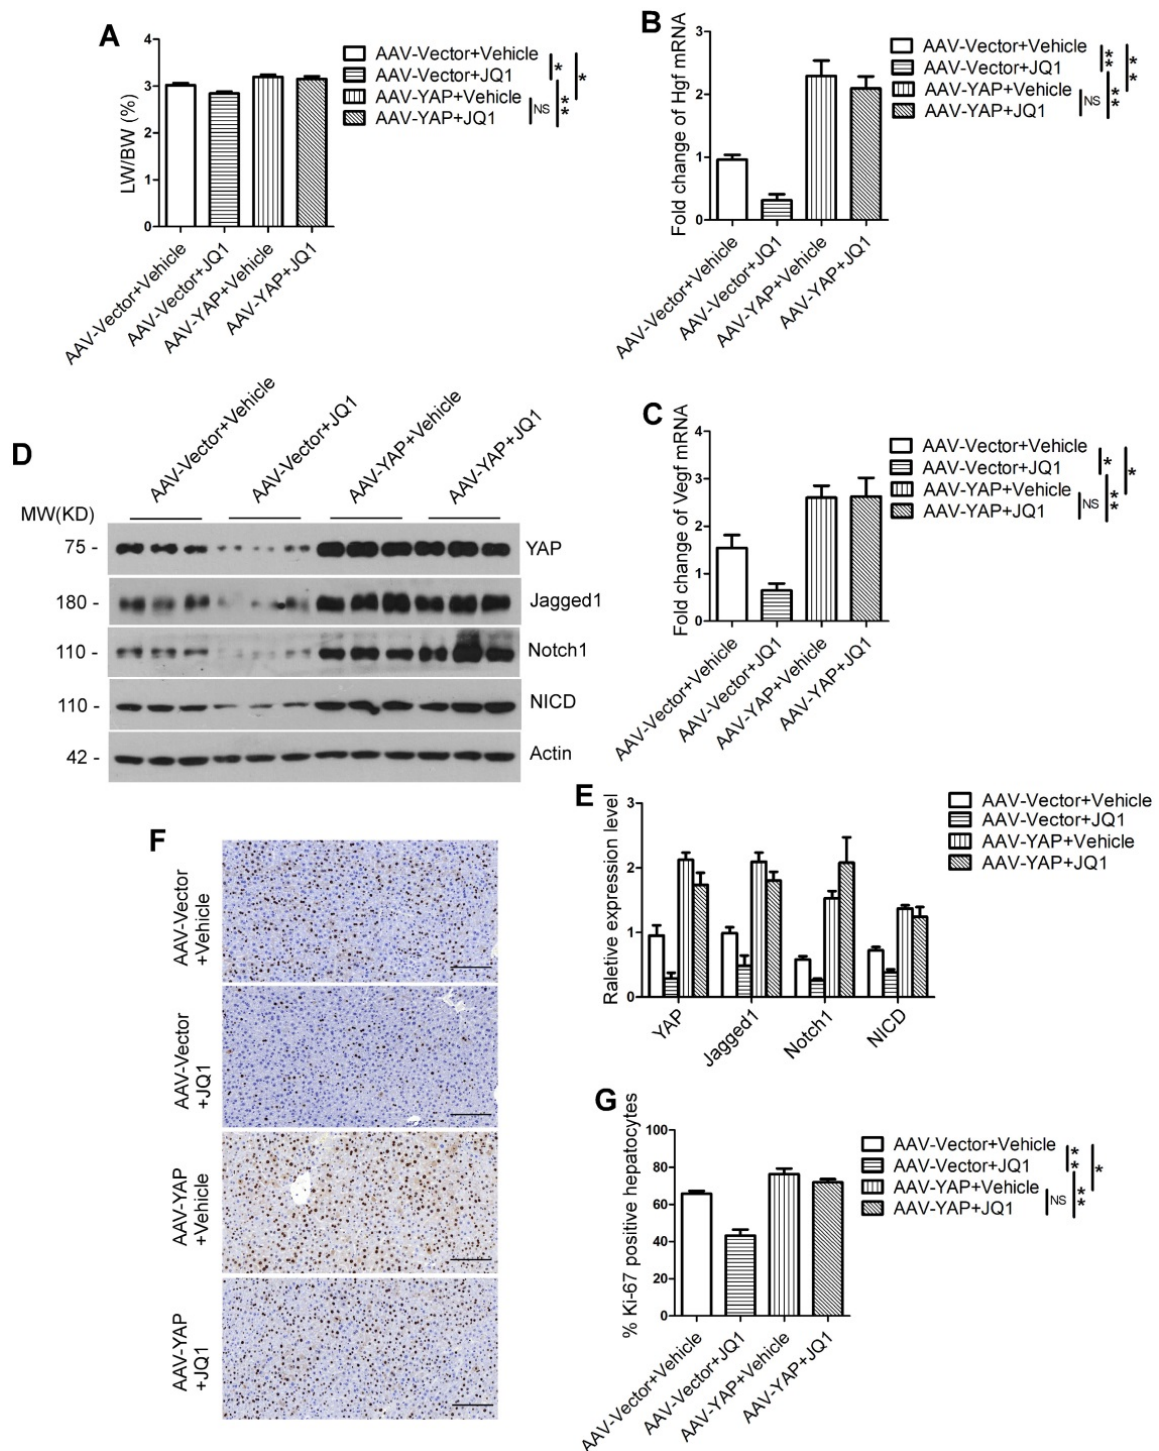 A
LW/BW (%)
4
3
2
1
0
AAV-Vector+Vehicle
AAV-Vector+JQ1
AAV-YAP+Vehicle
AAV-YAP+JQ1
AAV-Vector+Vehicle
AAV-Vector+JQ1
AAV-YAP+Vehicle
AAV-YAP+JQ1
*
*
NS
**
B
Fold change of Hgf mRNA
3
2
1
0
AAV-Vector+Vehicle
AAV-Vector+JQ1
AAV-YAP+Vehicle
AAV-YAP+JQ1
AAV-Vector+Vehicle
AAV-Vector+JQ1
AAV-YAP+Vehicle
AAV-YAP+JQ1
**
**
NS
**
C
Fold change of Vegf mRNA
4
3
2
1
0
AAV-Vector+Vehicle
AAV-Vector+JQ1
AAV-YAP+Vehicle
AAV-YAP+JQ1
AAV-Vector+Vehicle
AAV-Vector+JQ1
AAV-YAP+Vehicle
AAV-YAP+JQ1
*
*
NS
**
D
AAV-Vector+Vehicle
AAV-Vector+JQ1
AAV-YAP+Vehicle
AAV-YAP+JQ1
MW(KD)
75 - YAP
180 - Jagged1
110 - Notch1
110 - NICD
42 - Actin
E
Raletive expression level
3
2
1
0
YAP
Jagged1
Notch1
NICD
AAV-Vector+Vehicle
AAV-Vector+JQ1
AAV-YAP+Vehicle
AAV-YAP+JQ1
F
AAV-Vector
+Vehicle
AAV-Vector
+JQ1
AAV-YAP
+Vehicle
AAV-YAP
+JQ1
G
% Ki-67 positive hepatocytes
100
80
60
40
20
0
AAV-Vector+Vehicle
AAV-Vector+JQ1
AAV-YAP+Vehicle
AAV-YAP+JQ1
AAV-Vector+Vehicle
AAV-Vector+JQ1
AAV-YAP+Vehicle
AAV-YAP+JQ1
**
*
NS
**